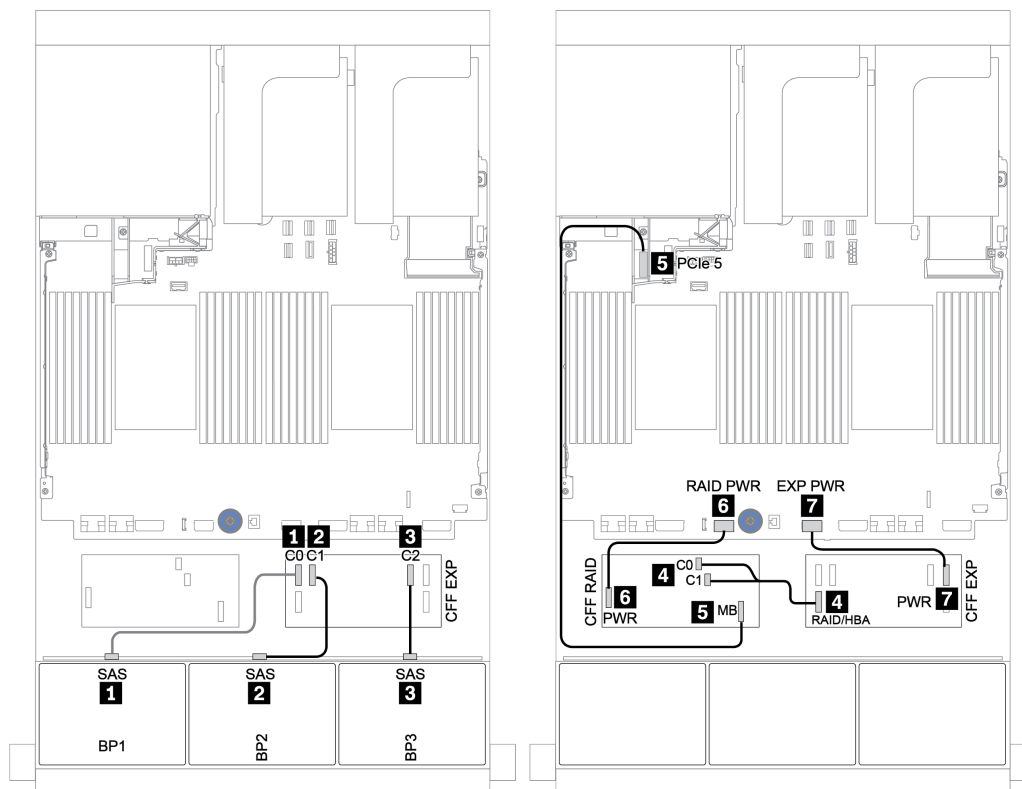 1 2 3
C0 C1 C2
CFF EXP
SAS SAS SAS
1 2 3
BP1 BP2 BP3
5 PCIe 5
RAID PWR EXP PWR
6 7
CFF RAID
4 C0
C1
6
PWR
5 MB
4
RAID/HBA
PWR 7
CFF EXP